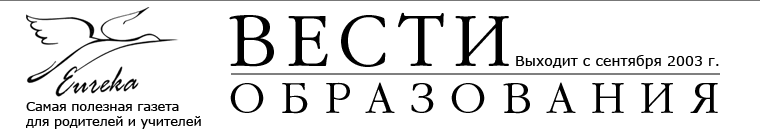 Eureka
Самая полезная газета
для родителей и учителей
ВЕСТИ
Выходит с сентября 2003 г.
ОБРАЗОВАНИЯ